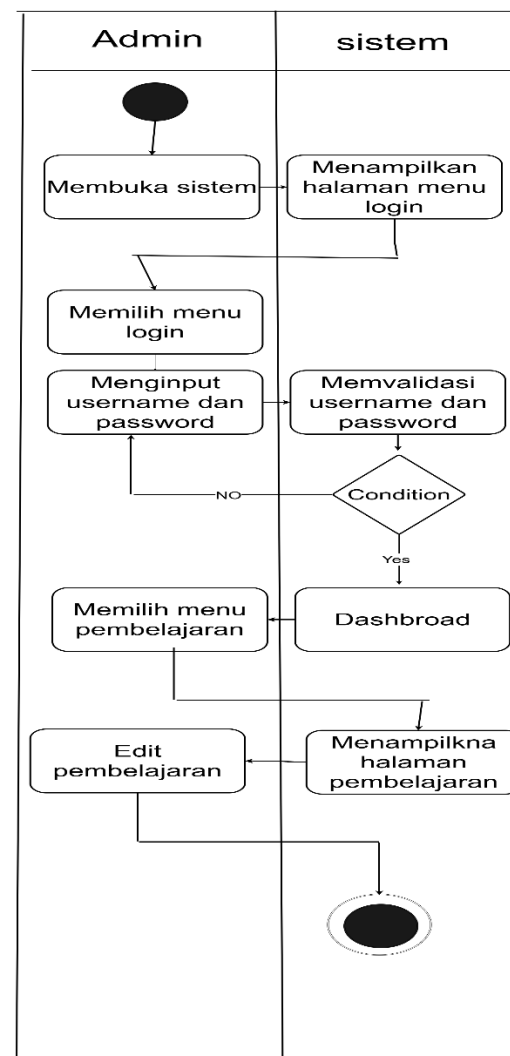 Admin
sistem
Membuka sistem
Menampilkan
halaman menu
login
Memilih menu
login
Menginput
username dan
password
Memvalidasi
username dan
password
Condition
NO
Yes
Dashbroad
Memilih menu
pembelajaran
Menampilkna
halaman
pembelajaran
Edit
pembelajaran